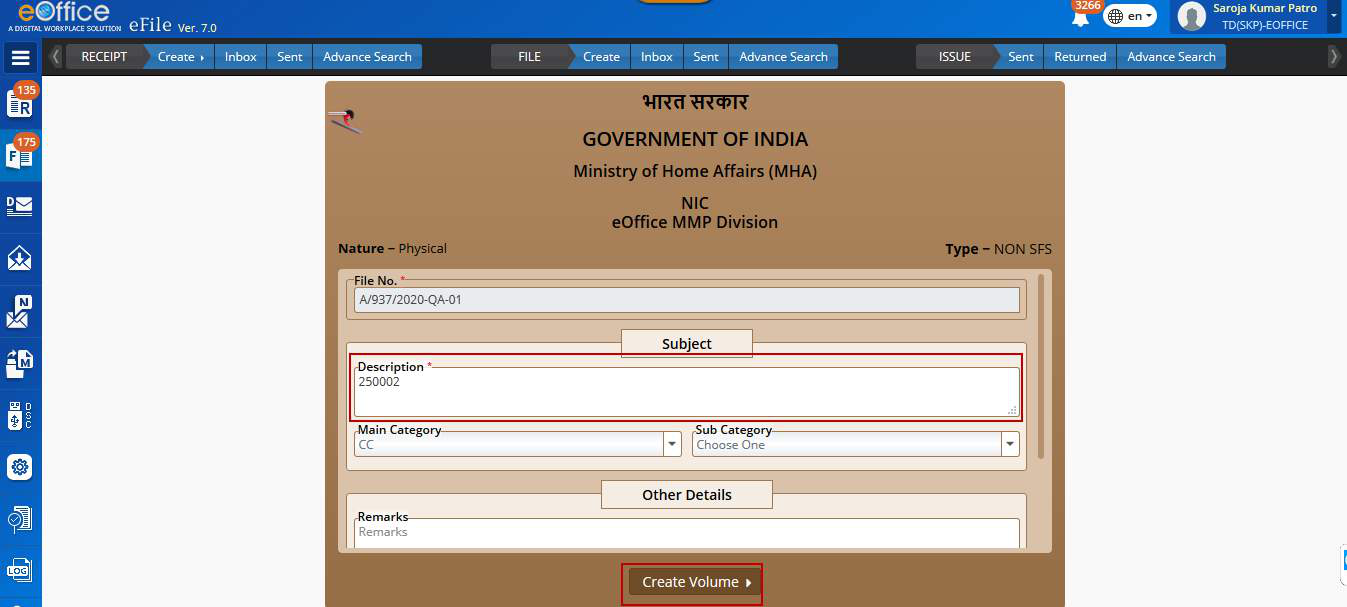 eOffice
A DIGITAL WORKPLACE SOLUTION eFile Ver. 7.0
3266
en
Saroja Kumar Patro
TD(SKP)-EOFFICE
RECEIPT Create Inbox Sent Advance Search FILE Create Inbox Sent Advance Search ISSUE Sent Returned Advance Search
135
R
175
F
D
N
M
DSC
LOG
भारत सरकार
GOVERNMENT OF INDIA
Ministry of Home Affairs (MHA)
NIC
eOffice MMP Division
Nature – Physical Type – NON SFS
File No. *
A/937/2020-QA-01
Subject
Description *
250002
Main Category Sub Category
CC Choose One
Other Details
Remarks
Remarks
Create Volume